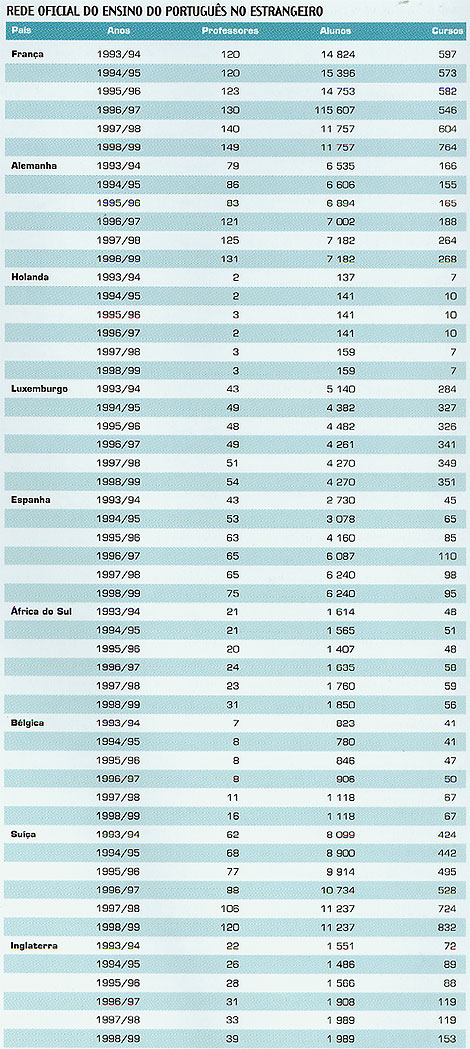 REDE OFICIAL DO ENSINO DO PORTUGUÊS NO ESTRANGEIRO
País Anos Professores Alunos Cursos
França 1993/94 120 14 824 597
1994/95 120 15 396 573
1995/96 123 14 753 582
1996/97 130 115 607 546
1997/98 140 11 757 604
1998/99 149 11 757 764
Alemanha 1993/94 79 6 535 166
1994/95 86 6 606 155
1995/96 83 6 894 165
1996/97 121 7 002 188
1997/98 125 7 182 264
1998/99 131 7 182 268
Holanda 1993/94 2 137 7
1994/95 2 141 10
1995/96 3 141 10
1996/97 2 141 10
1997/98 3 159 7
1998/99 3 159 7
Luxemburgo 1993/94 43 5 140 284
1994/95 49 4 382 327
1995/96 48 4 482 326
1996/97 49 4 261 341
1997/98 51 4 270 349
1998/99 54 4 270 351
Espanha 1993/94 43 2 730 45
1994/95 53 3 078 65
1995/96 63 4 160 85
1996/97 65 6 087 110
1997/98 65 6 240 98
1998/99 75 6 240 95
África do Sul 1993/94 21 1 614 48
1994/95 21 1 565 51
1995/96 20 1 407 48
1996/97 24 1 635 58
1997/98 23 1 760 59
1998/99 31 1 850 56
Bélgica 1993/94 7 823 41
1994/95 8 780 41
1995/96 8 846 47
1996/97 8 906 50
1997/98 11 1 118 67
1998/99 16 1 118 67
Suíça 1993/94 62 8 099 424
1994/95 68 8 900 442
1995/96 77 9 914 495
1996/97 98 10 734 528
1997/98 106 11 237 724
1998/99 120 11 237 832
Inglaterra 1993/94 22 1 551 72
1994/95 26 1 486 89
1995/96 28 1 566 88
1996/97 31 1 908 119
1997/98 33 1 989 119
1998/99 39 1 989 153